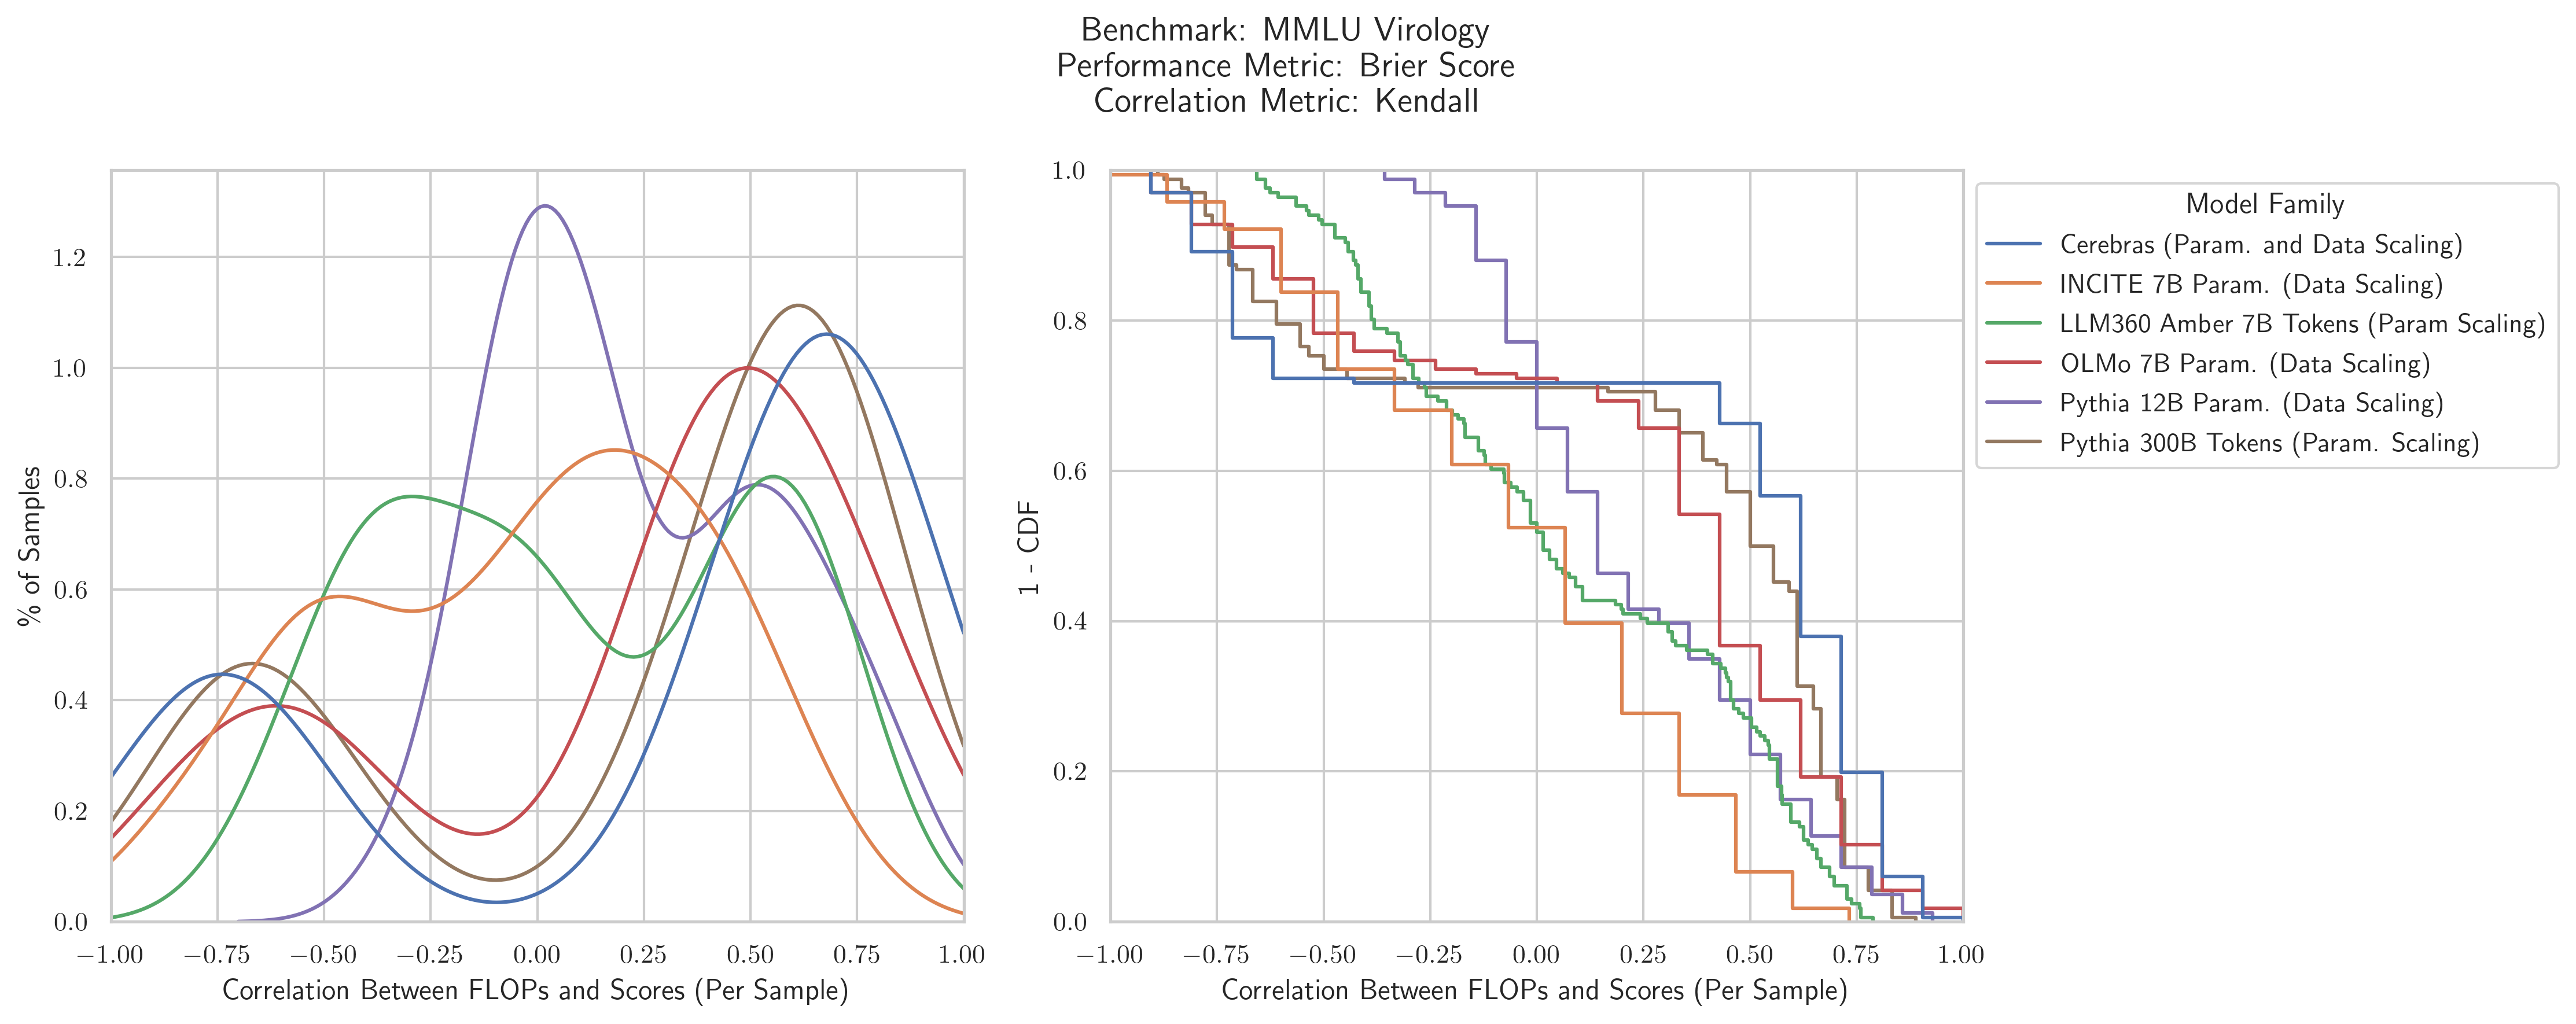 Benchmark: MMLU Virology
Performance Metric: Brier Score
Correlation Metric: Kendall
% of Samples
1.2
1.0
0.8
0.6
0.4
0.2
0.0
−1.00 −0.75 −0.50 −0.25 0.00 0.25 0.50 0.75 1.00
Correlation Between FLOPs and Scores (Per Sample)
1 - CDF
1.0
0.8
0.6
0.4
0.2
0.0
−1.00 −0.75 −0.50 −0.25 0.00 0.25 0.50 0.75 1.00
Correlation Between FLOPs and Scores (Per Sample)
Model Family
Cerebras (Param. and Data Scaling)
INCITE 7B Param. (Data Scaling)
LLM360 Amber 7B Tokens (Param Scaling)
OLMo 7B Param. (Data Scaling)
Pythia 12B Param. (Data Scaling)
Pythia 300B Tokens (Param. Scaling)